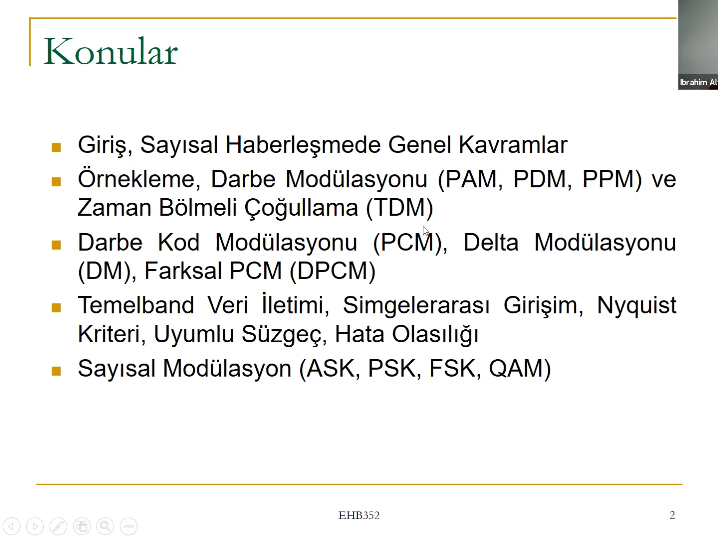 Konular
Giriş, Sayısal Haberleşmede Genel Kavramlar
Örnekleme, Darbe Modülasyonu (PAM, PDM, PPM) ve
Zaman Bölmeli Çoğullama (TDM)
Darbe Kod Modülasyonu (PCM), Delta Modülasyonu
(DM), Farksal PCM (DPCM)
Temelband Veri İletimi, Simgelerarası Girişim, Nyquist
Kriteri, Uyumlu Süzgeç, Hata Olasılığı
Sayısal Modülasyon (ASK, PSK, FSK, QAM)
EHB352
2
Ibrahim Al